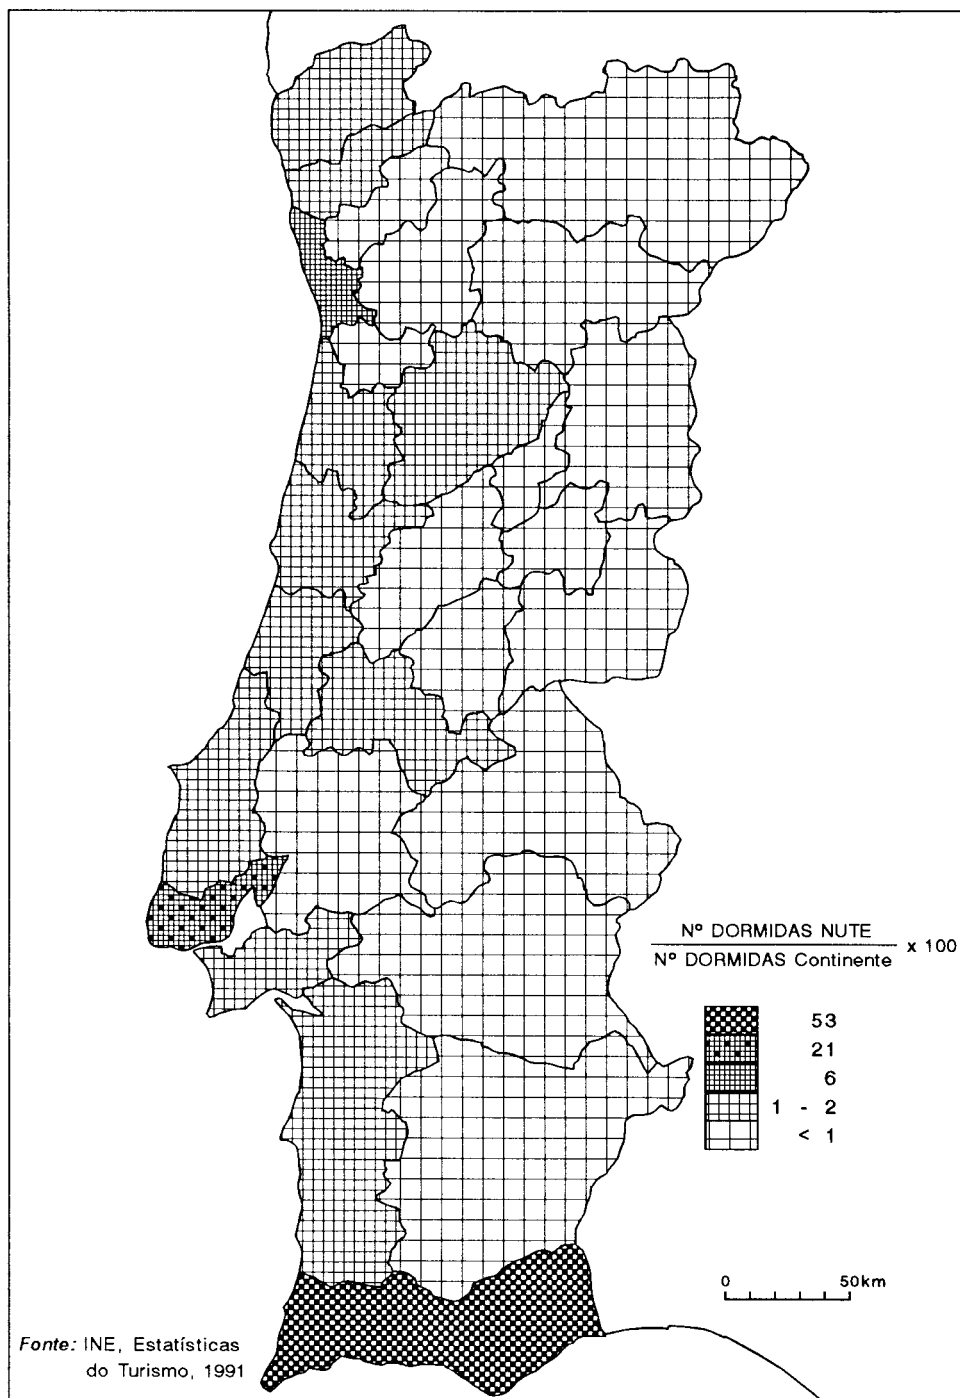 Nº DORMIDAS NUTE
Nº DORMIDAS Continente
x 100
53
21
6
1 - 2
< 1
0 50km
Fonte: INE, Estatísticas
do Turismo, 1991